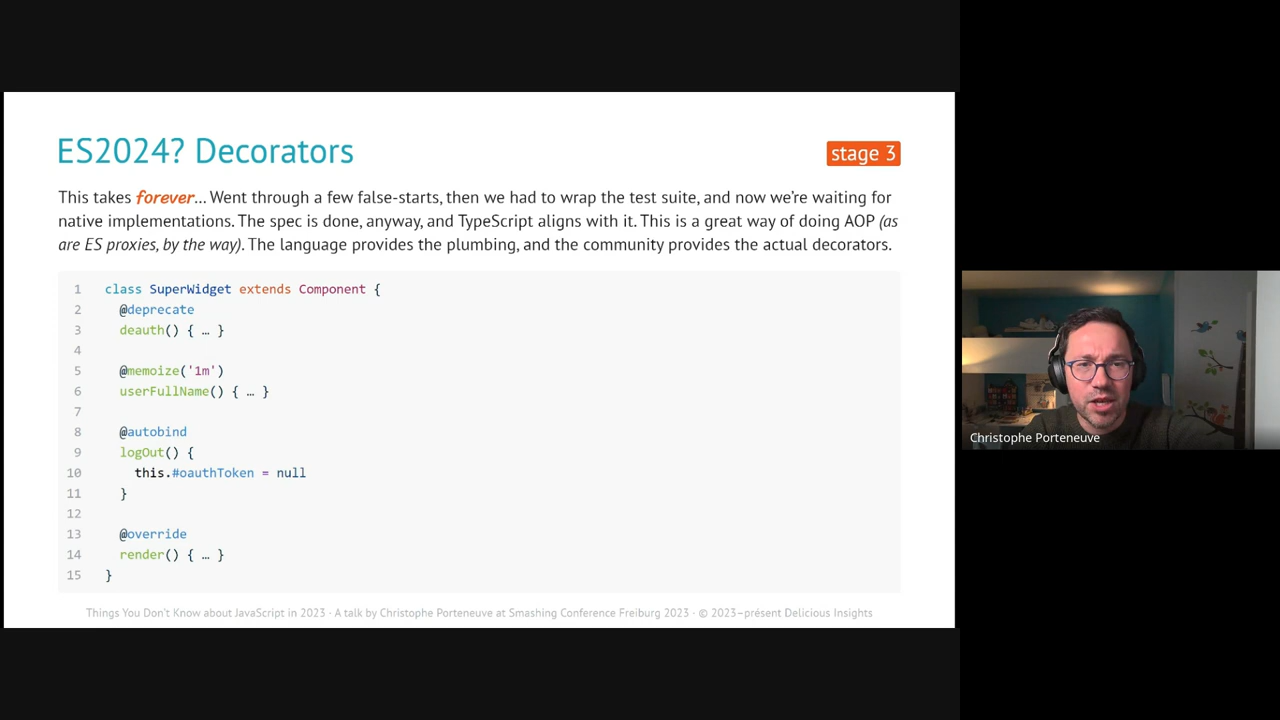 ES2024? Decorators
stage 3
This takes forever… Went through a few false-starts, then we had to wrap the test suite, and now we’re waiting for
native implementations. The spec is done, anyway, and TypeScript aligns with it. This is a great way of doing AOP (as
are ES proxies, by the way). The language provides the plumbing, and the community provides the actual decorators.
1 class SuperWidget extends Component {
2 @deprecate
3 deauth() { … }
4
5 @memoize('1m')
6 userFullName() { … }
7
8 @autobind
9 logOut() {
10 this.#oauthToken = null
11 }
12
13 @override
14 render() { … }
15 }
Things You Don’t Know about JavaScript in 2023 · A talk by Christophe Porteneuve at Smashing Conference Freiburg 2023 · © 2023–présent Delicious Insights
Christophe Porteneuve